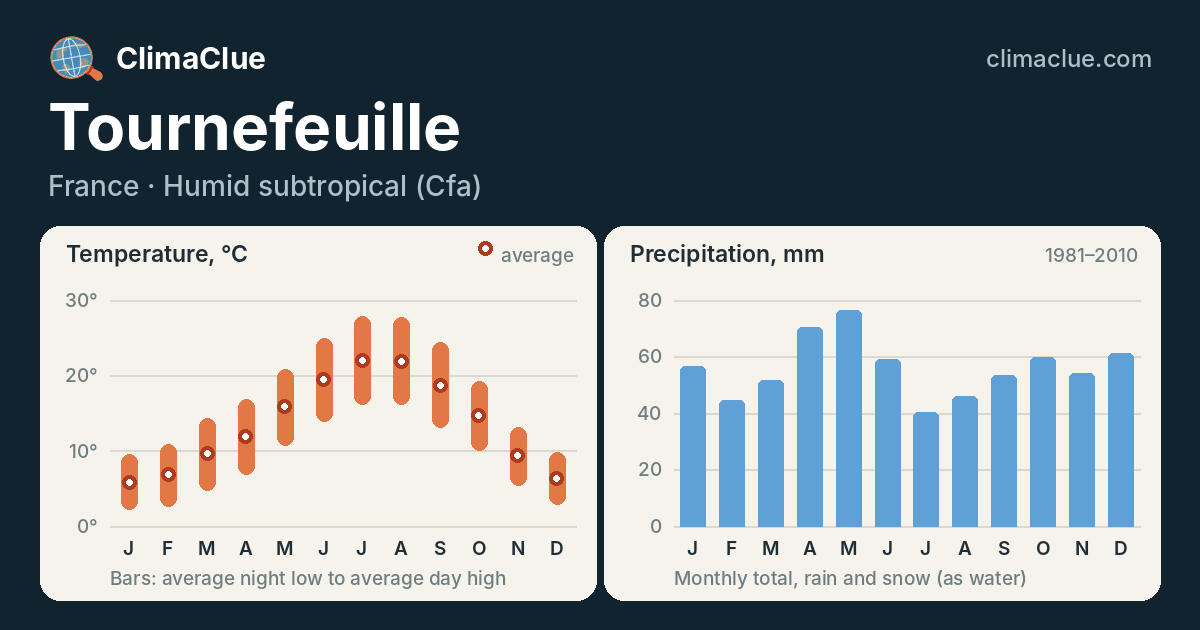 ClimaClue
climaclue.com
Tournefeuille
France · Humid subtropical (Cfa)
Temperature, °C
average
30°
20°
10°
0°
J F M A M J J A S O N D
Bars: average night low to average day high
Precipitation, mm
1981–2010
80
60
40
20
0
J F M A M J J A S O N D
Monthly total, rain and snow (as water)